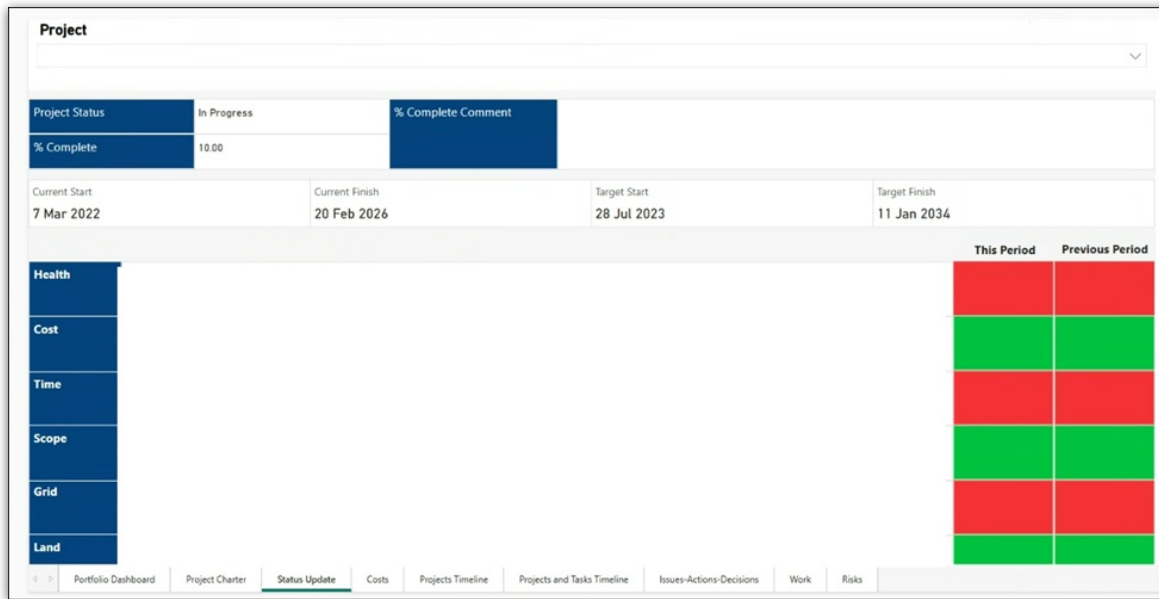 Project
Project Status In Progress % Complete Comment
% Complete 10.00
Current Start Current Finish Target Start Target Finish
7 Mar 2022 20 Feb 2026 28 Jul 2023 11 Jan 2034
This Period Previous Period
Health
Cost
Time
Scope
Grid
Land
Portfolio Dashboard Project Charter Status Update Costs Projects Timeline Projects and Tasks Timeline Issues-Actions-Decisions Work Risks